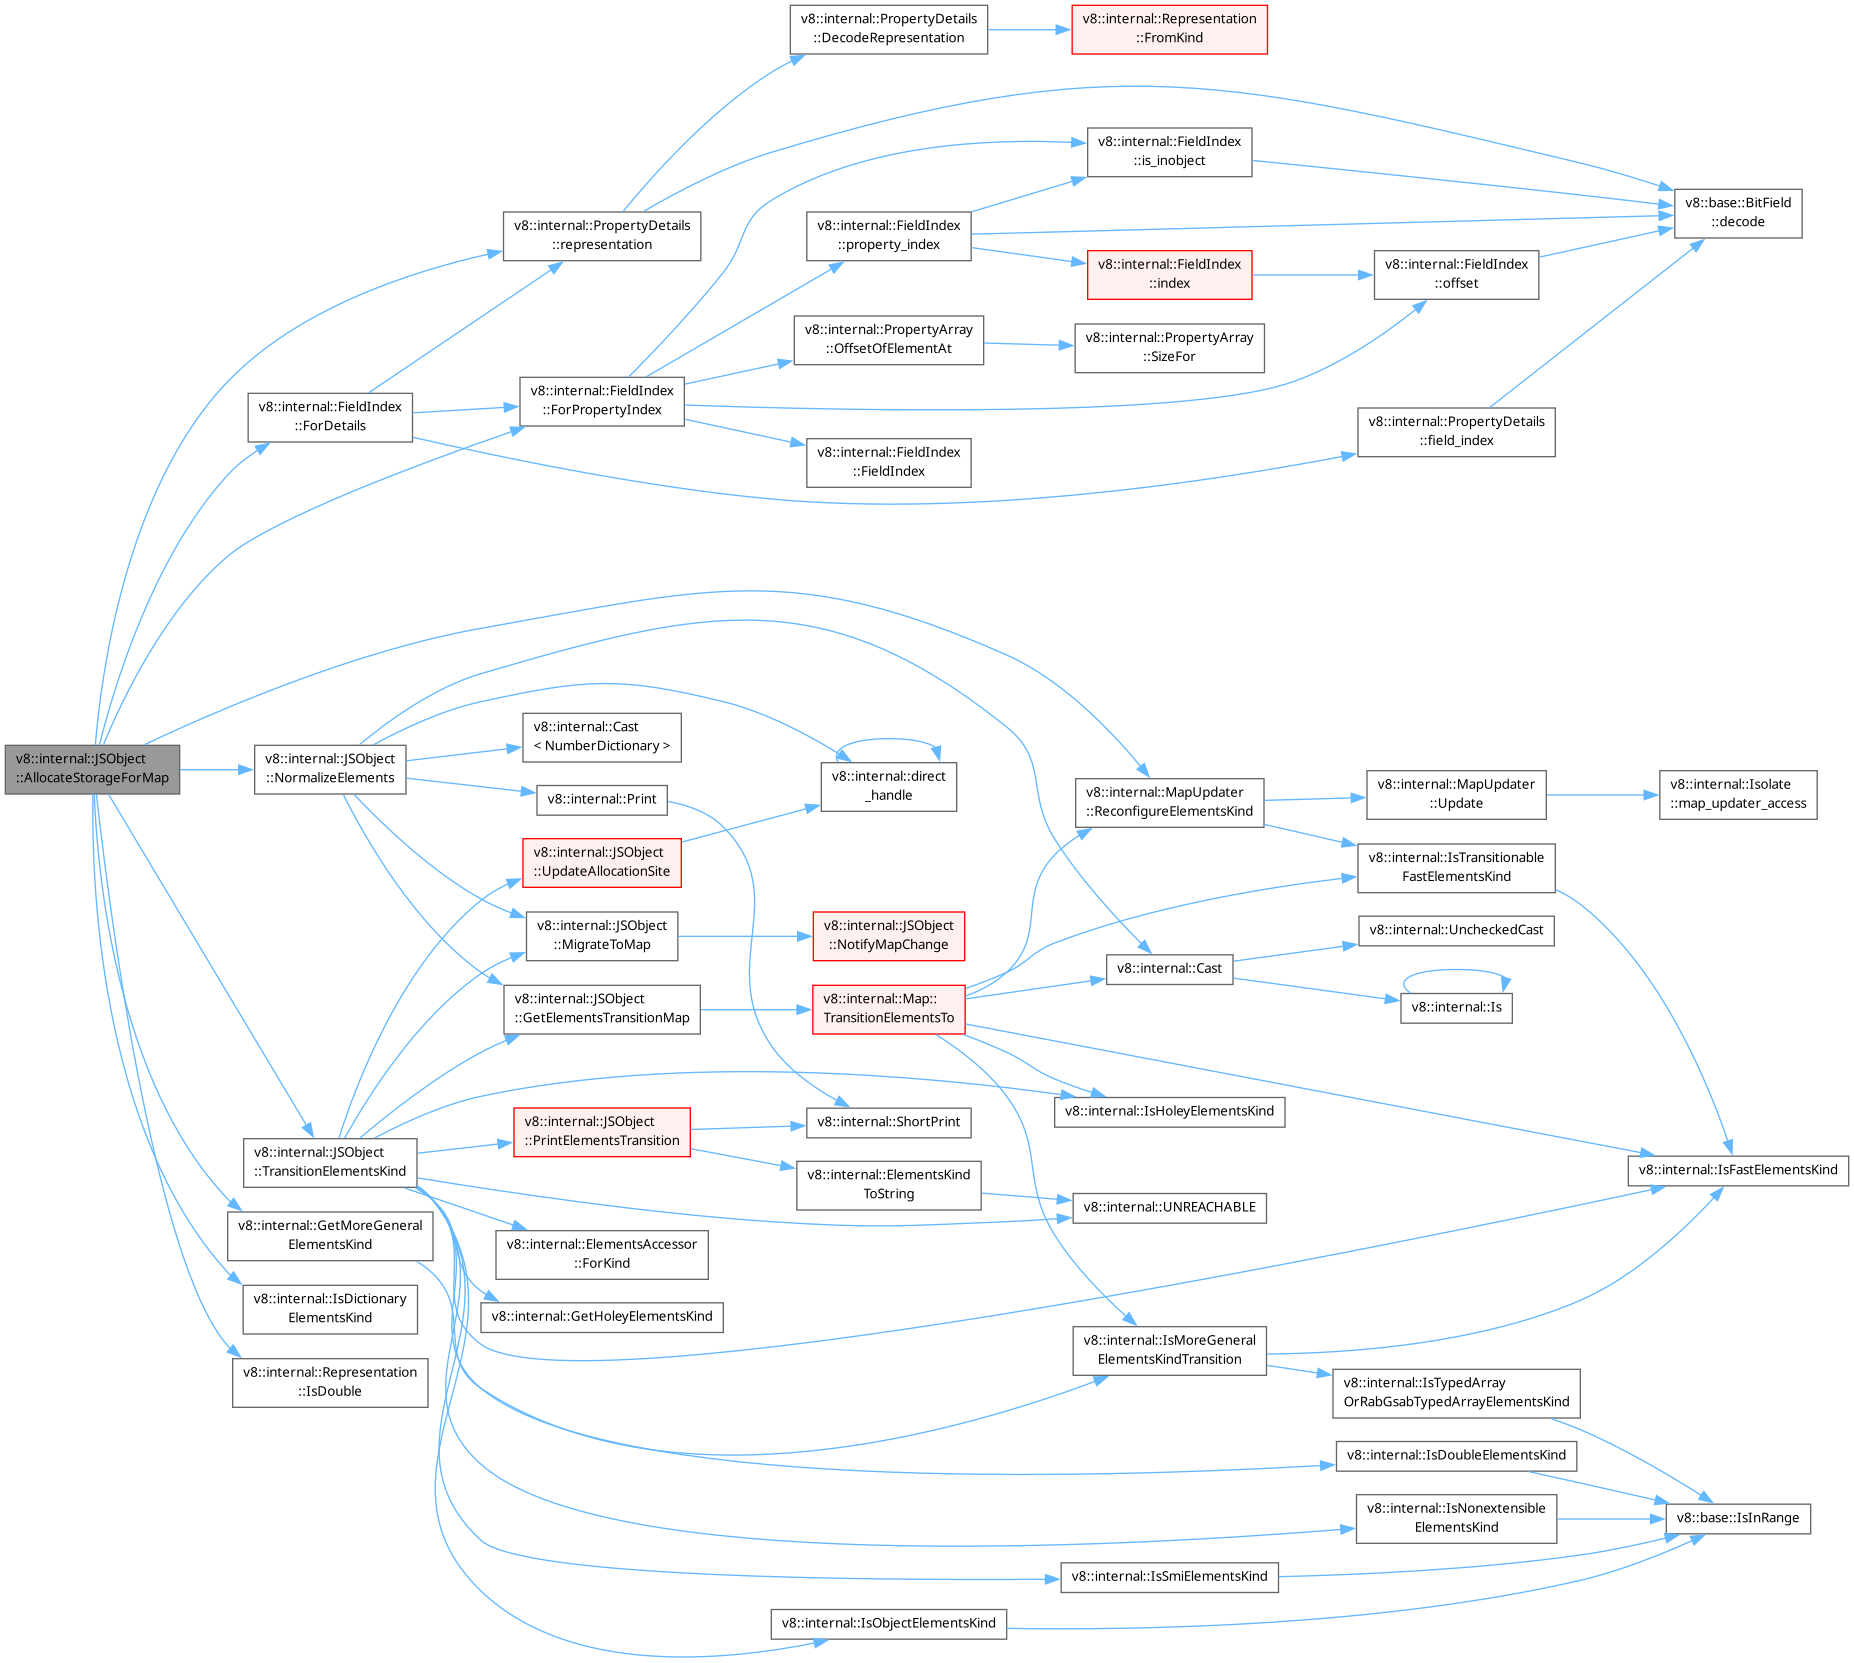 v8::internal::PropertyDetails
::DecodeRepresentation
v8::internal::Representation
::FromKind
v8::internal::FieldIndex
::is_inobject
v8::base::BitField
::decode
v8::internal::PropertyDetails
::representation
v8::internal::FieldIndex
::property_index
v8::internal::FieldIndex
::index
v8::internal::FieldIndex
::offset
v8::internal::PropertyArray
::OffsetOfElementAt
v8::internal::PropertyArray
::SizeFor
v8::internal::FieldIndex
::ForDetails
v8::internal::FieldIndex
::ForPropertyIndex
v8::internal::PropertyDetails
::field_index
v8::internal::FieldIndex
::FieldIndex
v8::internal::JSObject
::AllocateStorageForMap
v8::internal::JSObject
::NormalizeElements
v8::internal::Cast
< NumberDictionary >
v8::internal::Print
v8::internal::direct
_handle
v8::internal::MapUpdater
::ReconfigureElementsKind
v8::internal::MapUpdater
::Update
v8::internal::Isolate
::map_updater_access
v8::internal::JSObject
::UpdateAllocationSite
v8::internal::IsTransitionable
FastElementsKind
v8::internal::JSObject
::MigrateToMap
v8::internal::JSObject
::NotifyMapChange
v8::internal::UncheckedCast
v8::internal::Cast
v8::internal::Is
v8::internal::JSObject
::GetElementsTransitionMap
v8::internal::Map::
TransitionElementsTo
v8::internal::IsHoleyElementsKind
v8::internal::JSObject
::PrintElementsTransition
v8::internal::ShortPrint
v8::internal::JSObject
::TransitionElementsKind
v8::internal::ElementsKind
ToString
v8::internal::IsFastElementsKind
v8::internal::UNREACHABLE
v8::internal::GetMoreGeneral
ElementsKind
v8::internal::ElementsAccessor
::ForKind
v8::internal::IsDictionary
ElementsKind
v8::internal::GetHoleyElementsKind
v8::internal::IsMoreGeneral
ElementsKindTransition
v8::internal::Representation
::IsDouble
v8::internal::IsTypedArray
OrRabGsabTypedArrayElementsKind
v8::internal::IsDoubleElementsKind
v8::internal::IsNonextensible
ElementsKind
v8::base::IsInRange
v8::internal::IsSmiElementsKind
v8::internal::IsObjectElementsKind